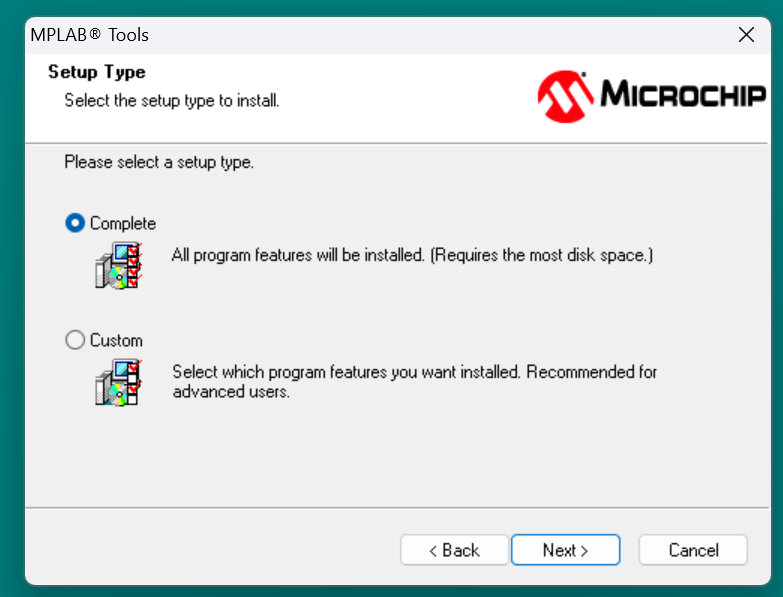 MPLAB® Tools
Setup Type
Select the setup type to install.
MICROCHIP
Please select a setup type.
Complete
All program features will be installed. (Requires the most disk space.)
Custom
Select which program features you want installed. Recommended for
advanced users.
< Back
Next >
Cancel